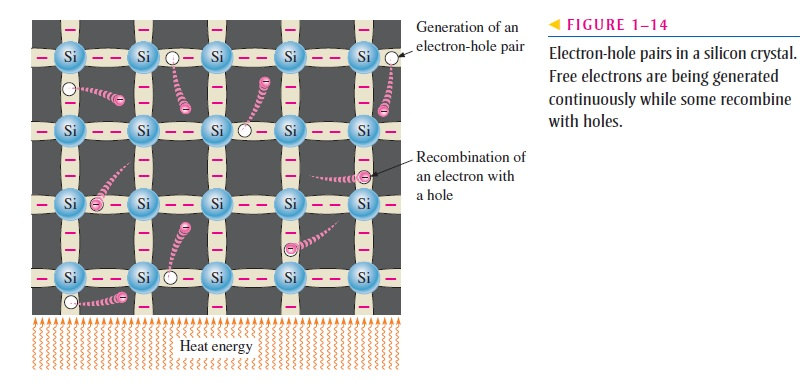 Generation of an
electron-hole pair
Si Si Si Si Si
Si Si Si Si Si
Recombination of
an electron with
a hole
Si Si Si Si Si
Si Si Si Si Si
Heat energy
◀ FIGURE 1–14
Electron-hole pairs in a silicon crystal.
Free electrons are being generated
continuously while some recombine
with holes.